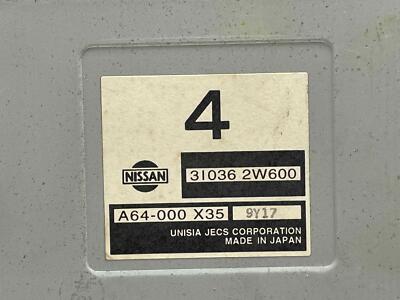 4
NISSAN 31036 2W600
A64-000 X35 9Y17
UNISIA JECS CORPORATION
MADE IN JAPAN